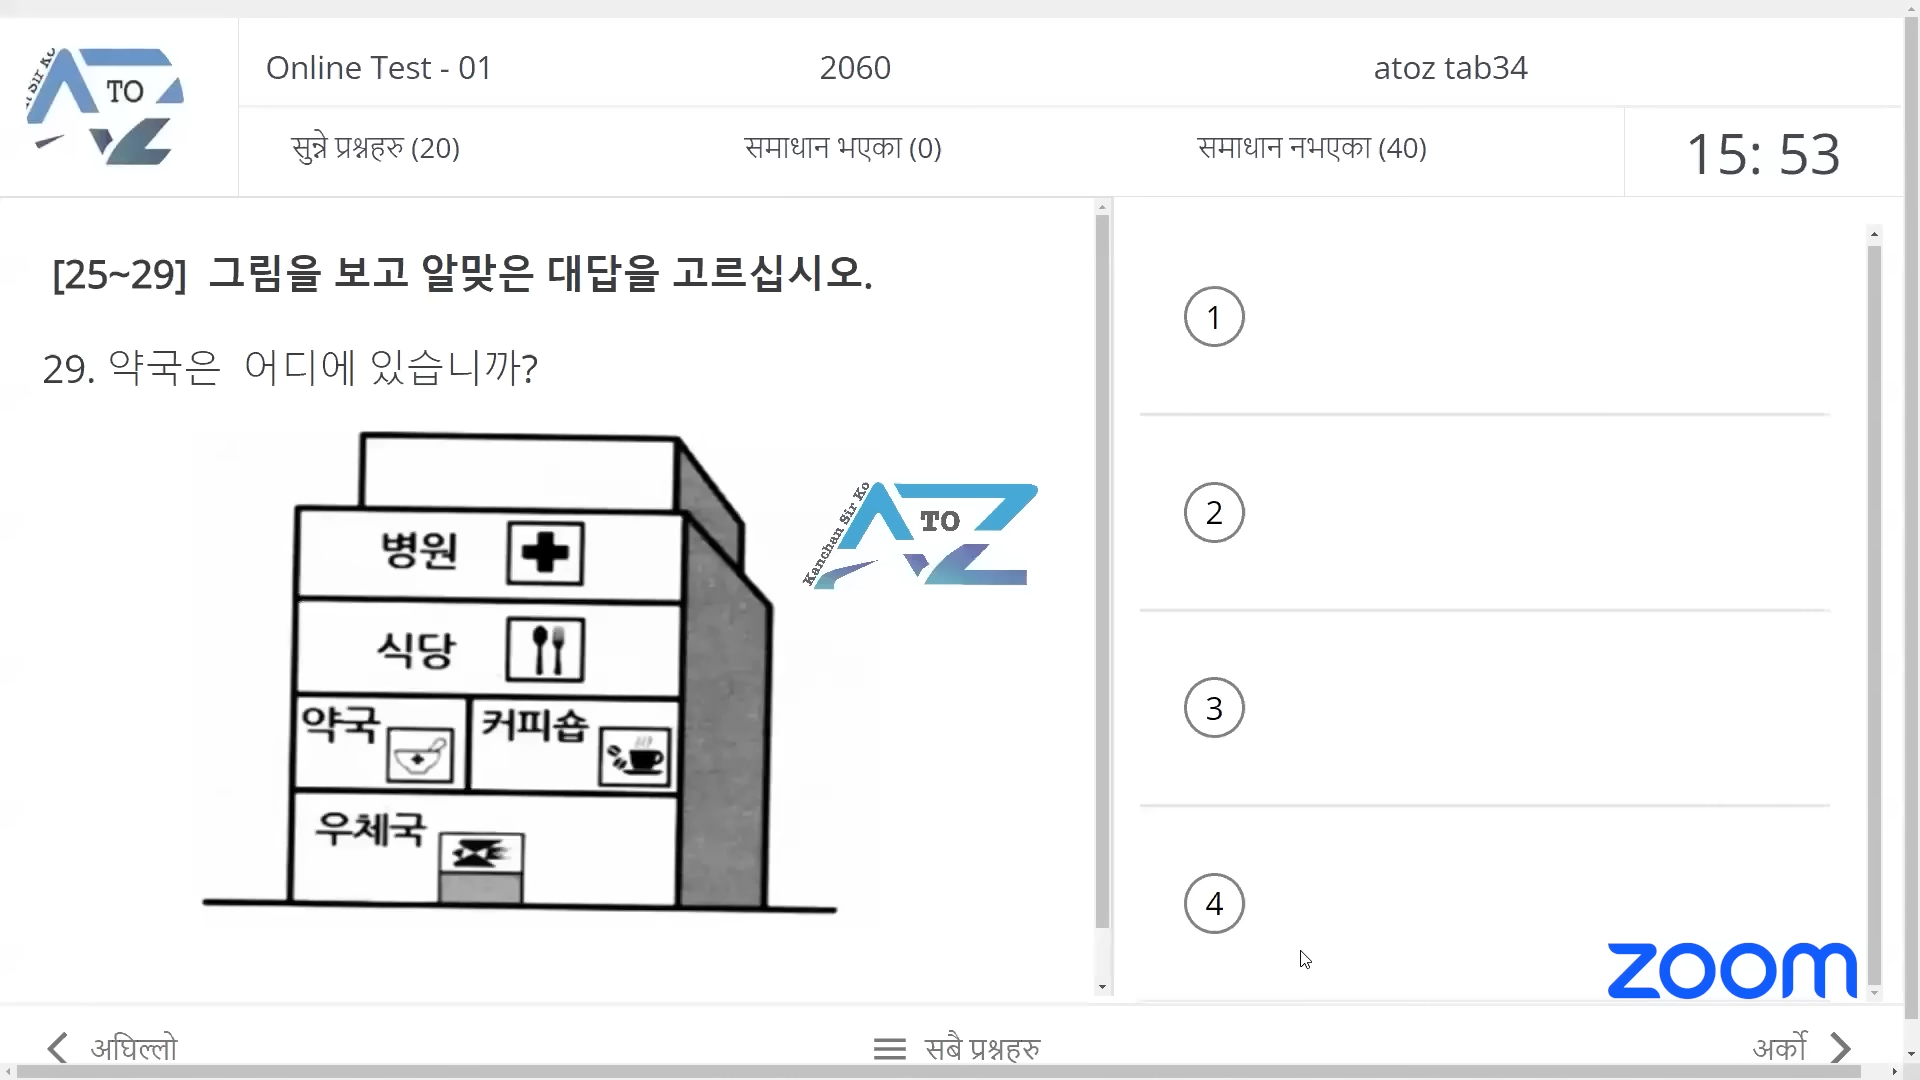 Sir Ko
TO
Online Test - 01
2060
atoz tab34
सुन्ने प्रश्नहरु (20)
समाधान भएका (0)
समाधान नभएका (40)
15: 53
[25~29] 그림을 보고 알맞은 대답을 고르십시오.
29. 약국은 어디에 있습니까?
병원
식당
약국
커피숍
우체국
Kanchan Sir Ko
A TO Z
1
2
3
4
zoom
अघिल्लो
सबै प्रश्नहरु
अर्को